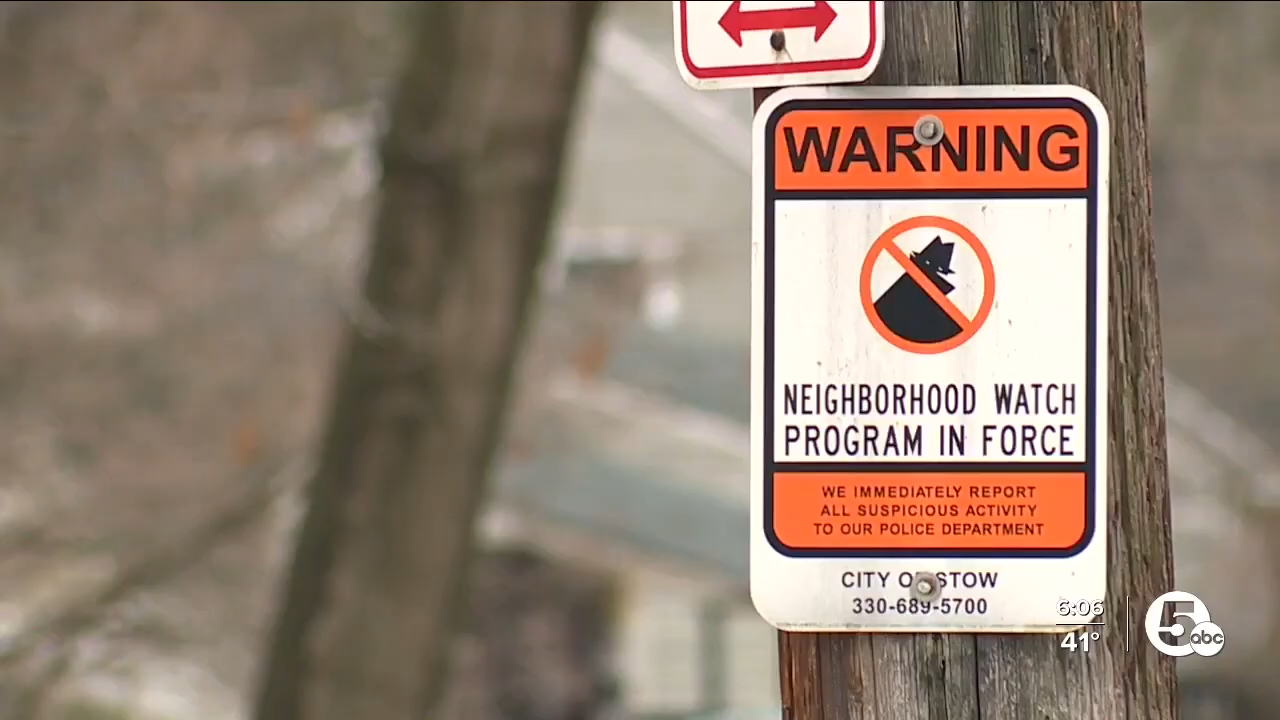 WARNING
NEIGHBORHOOD WATCH
PROGRAM IN FORCE
WE IMMEDIATELY REPORT
ALL SUSPICIOUS ACTIVITY
TO OUR POLICE DEPARTMENT
CITY OF STOW
330-689-5700
6:06
41°
5 abc